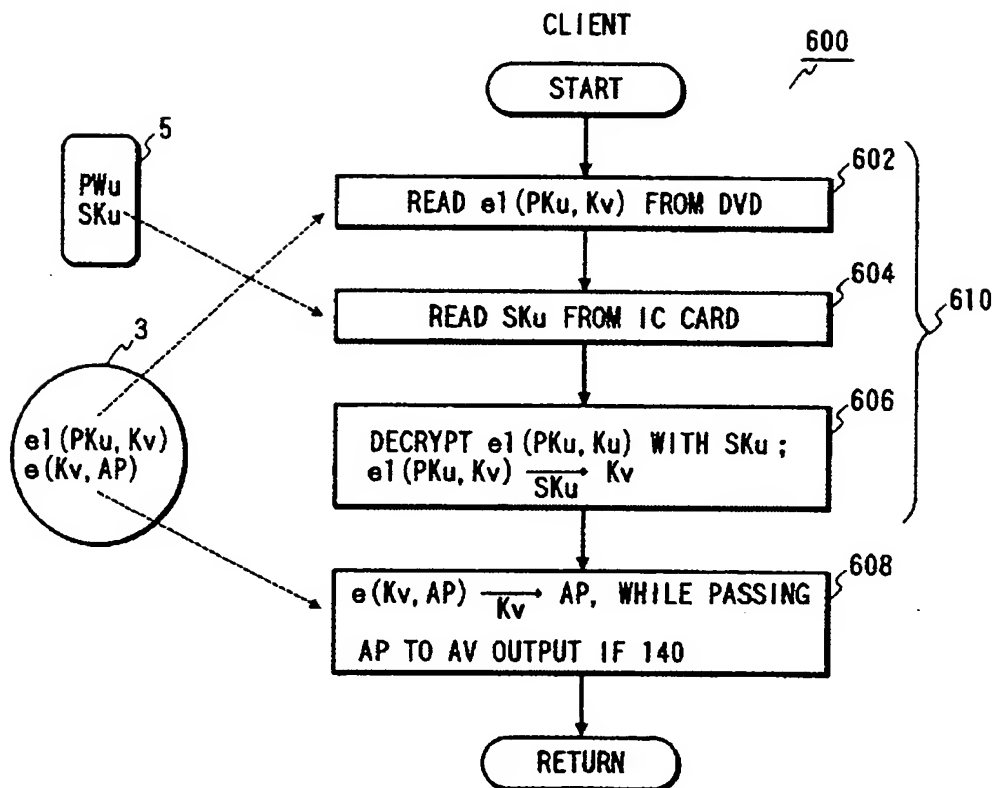 CLIENT
600
START
5
PWu
SKu
602
READ e1(PKu, Kv) FROM DVD
604
READ SKu FROM IC CARD
610
3
e1(PKu, Kv)
e(Kv, AP)
606
DECRYPT e1(PKu, Ku) WITH SKu;
e1(PKu, Kv) → Kv
SKu
608
e(Kv, AP) → AP, WHILE PASSING
Kv
AP TO AV OUTPUT IF 140
RETURN